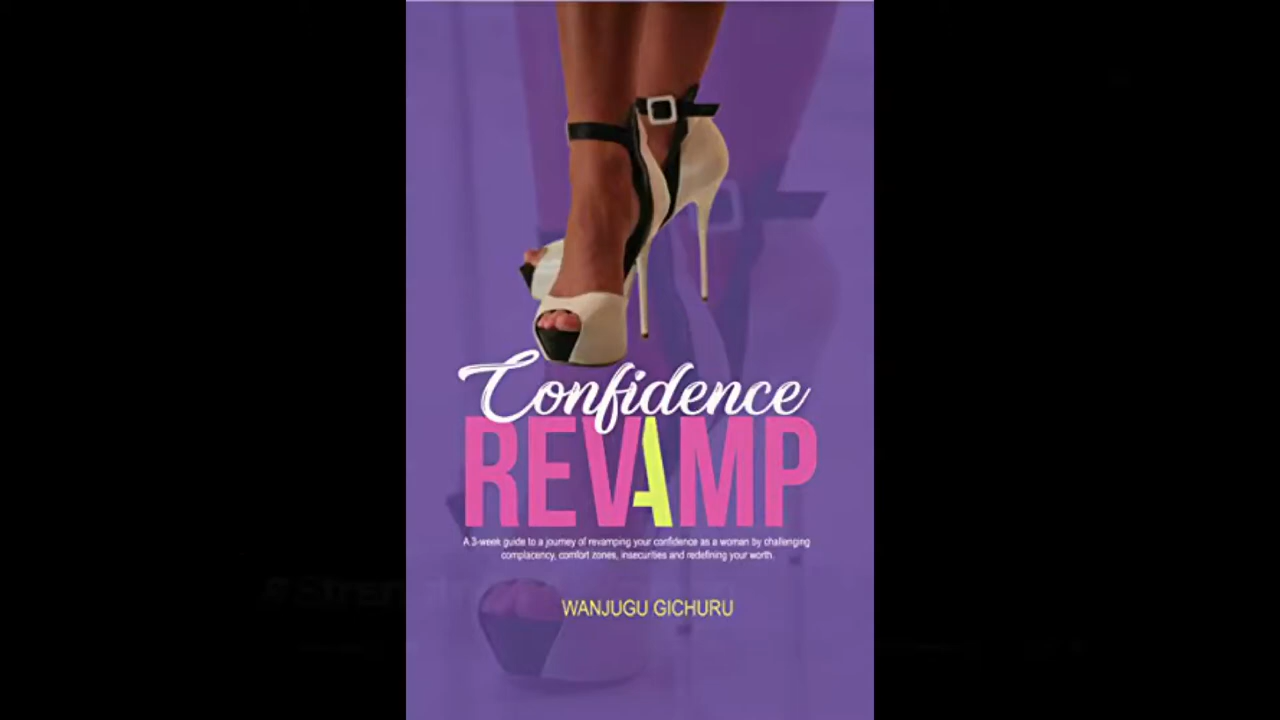 Confidence
REVAMP
A 3-week guide to a journey of revamping your confidence as a woman by challenging
complacency, comfort zones, insecurities and redefining your worth.
WANJUGU GICHURU